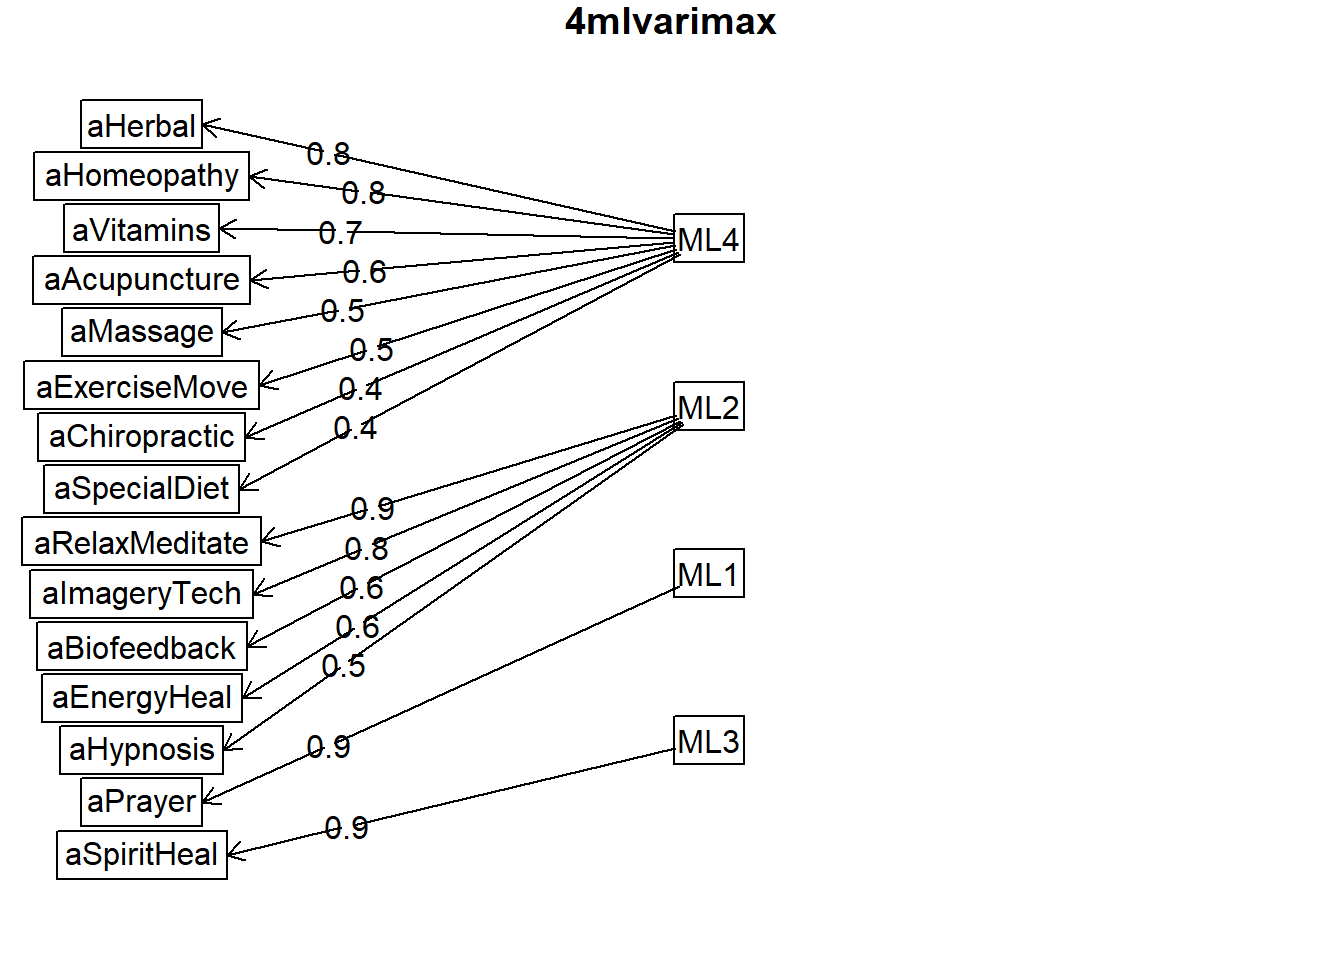 4mlvarimax
aHerbal
0.8
aHomeopathy
0.8
aVitamins
0.7
ML4
aAcupuncture
0.6
aMassage
0.5
aExerciseMove
0.5
aChiropractic
0.4
ML2
aSpecialDiet
0.4
aRelaxMeditate
0.9
aImageryTech
0.8
ML1
aBiofeedback
0.6
aEnergyHeal
0.6
aHypnosis
0.5
aPrayer
0.9
ML3
aSpiritHeal
0.9